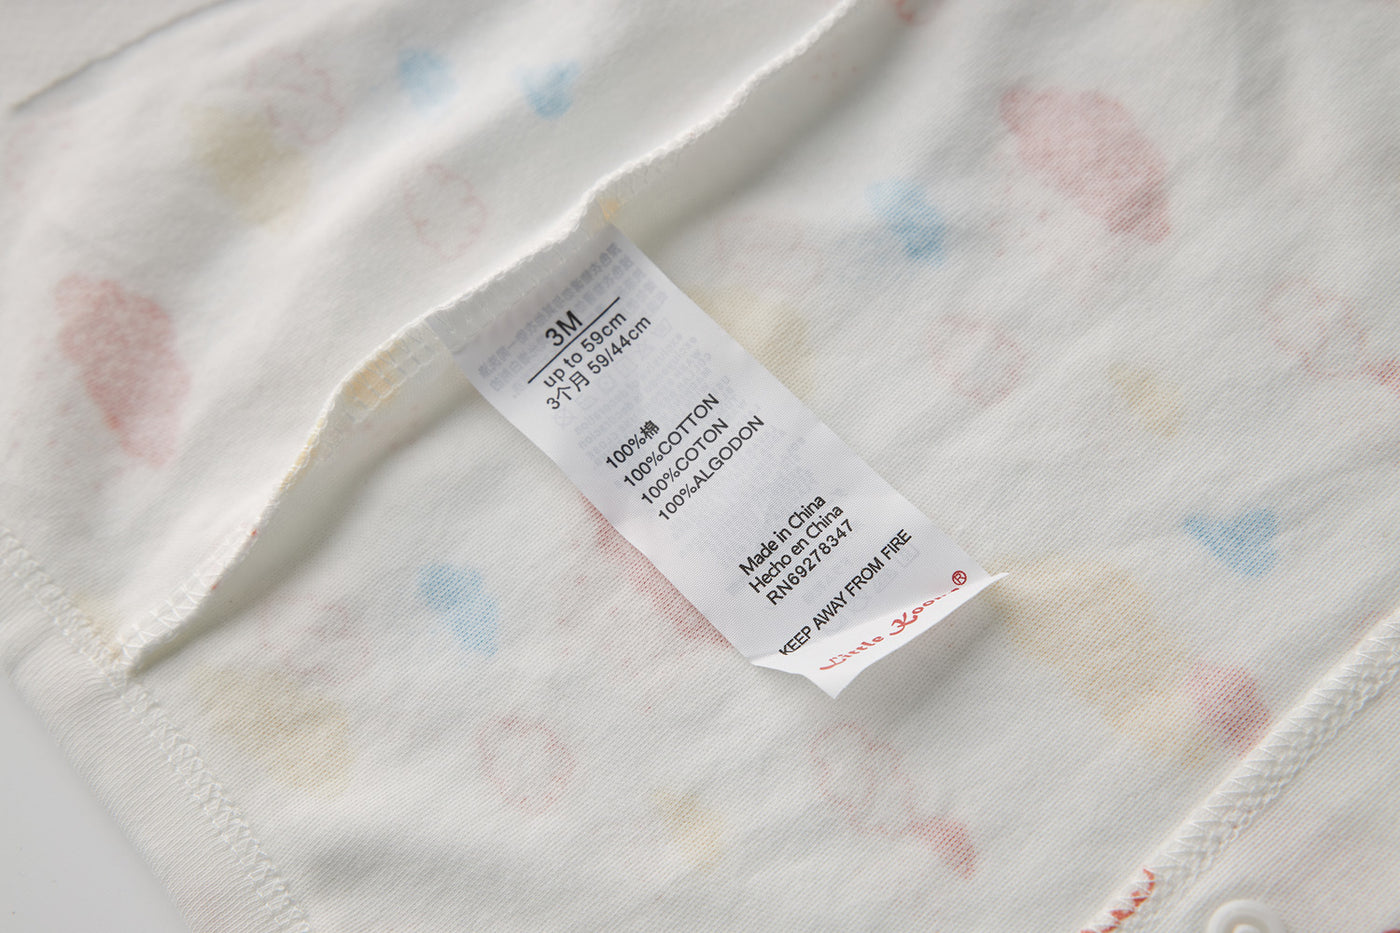 3M
up to 59cm
3个月 59/44cm
100%棉
100%COTTON
100%COTON
100%ALGODON
Made in China
Hecho en China
RN69278347
KEEP AWAY FROM FIRE
Little
®